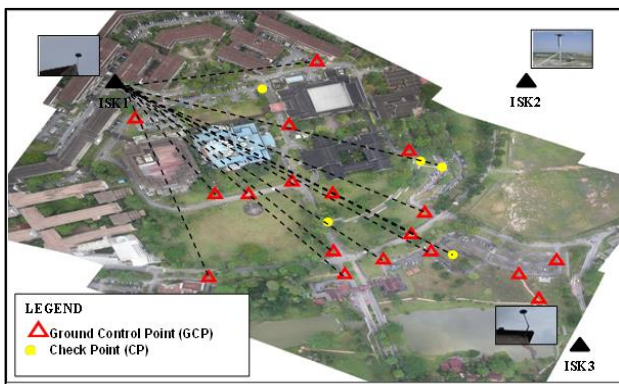 ISK1
ISK2
ISK3
LEGEND
Ground Control Point (GCP)
Check Point (CP)